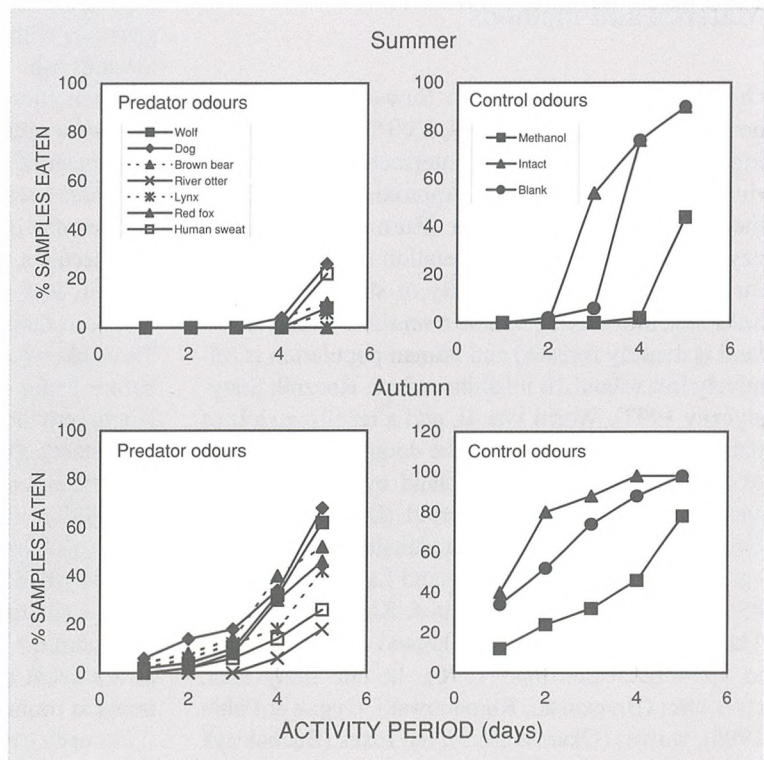 Summer
Predator odours
Wolf
Dog
Brown bear
River otter
Lynx
Red fox
Human sweat
% SAMPLES EATEN
100
80
60
40
20
0
0 2 4 6
Control odours
Methanol
Intact
Blank
100
80
60
40
20
0
0 2 4 6
Autumn
Predator odours
% SAMPLES EATEN
100
80
60
40
20
0
0 2 4 6
Control odours
120
100
80
60
40
20
0
0 2 4 6
ACTIVITY PERIOD (days)